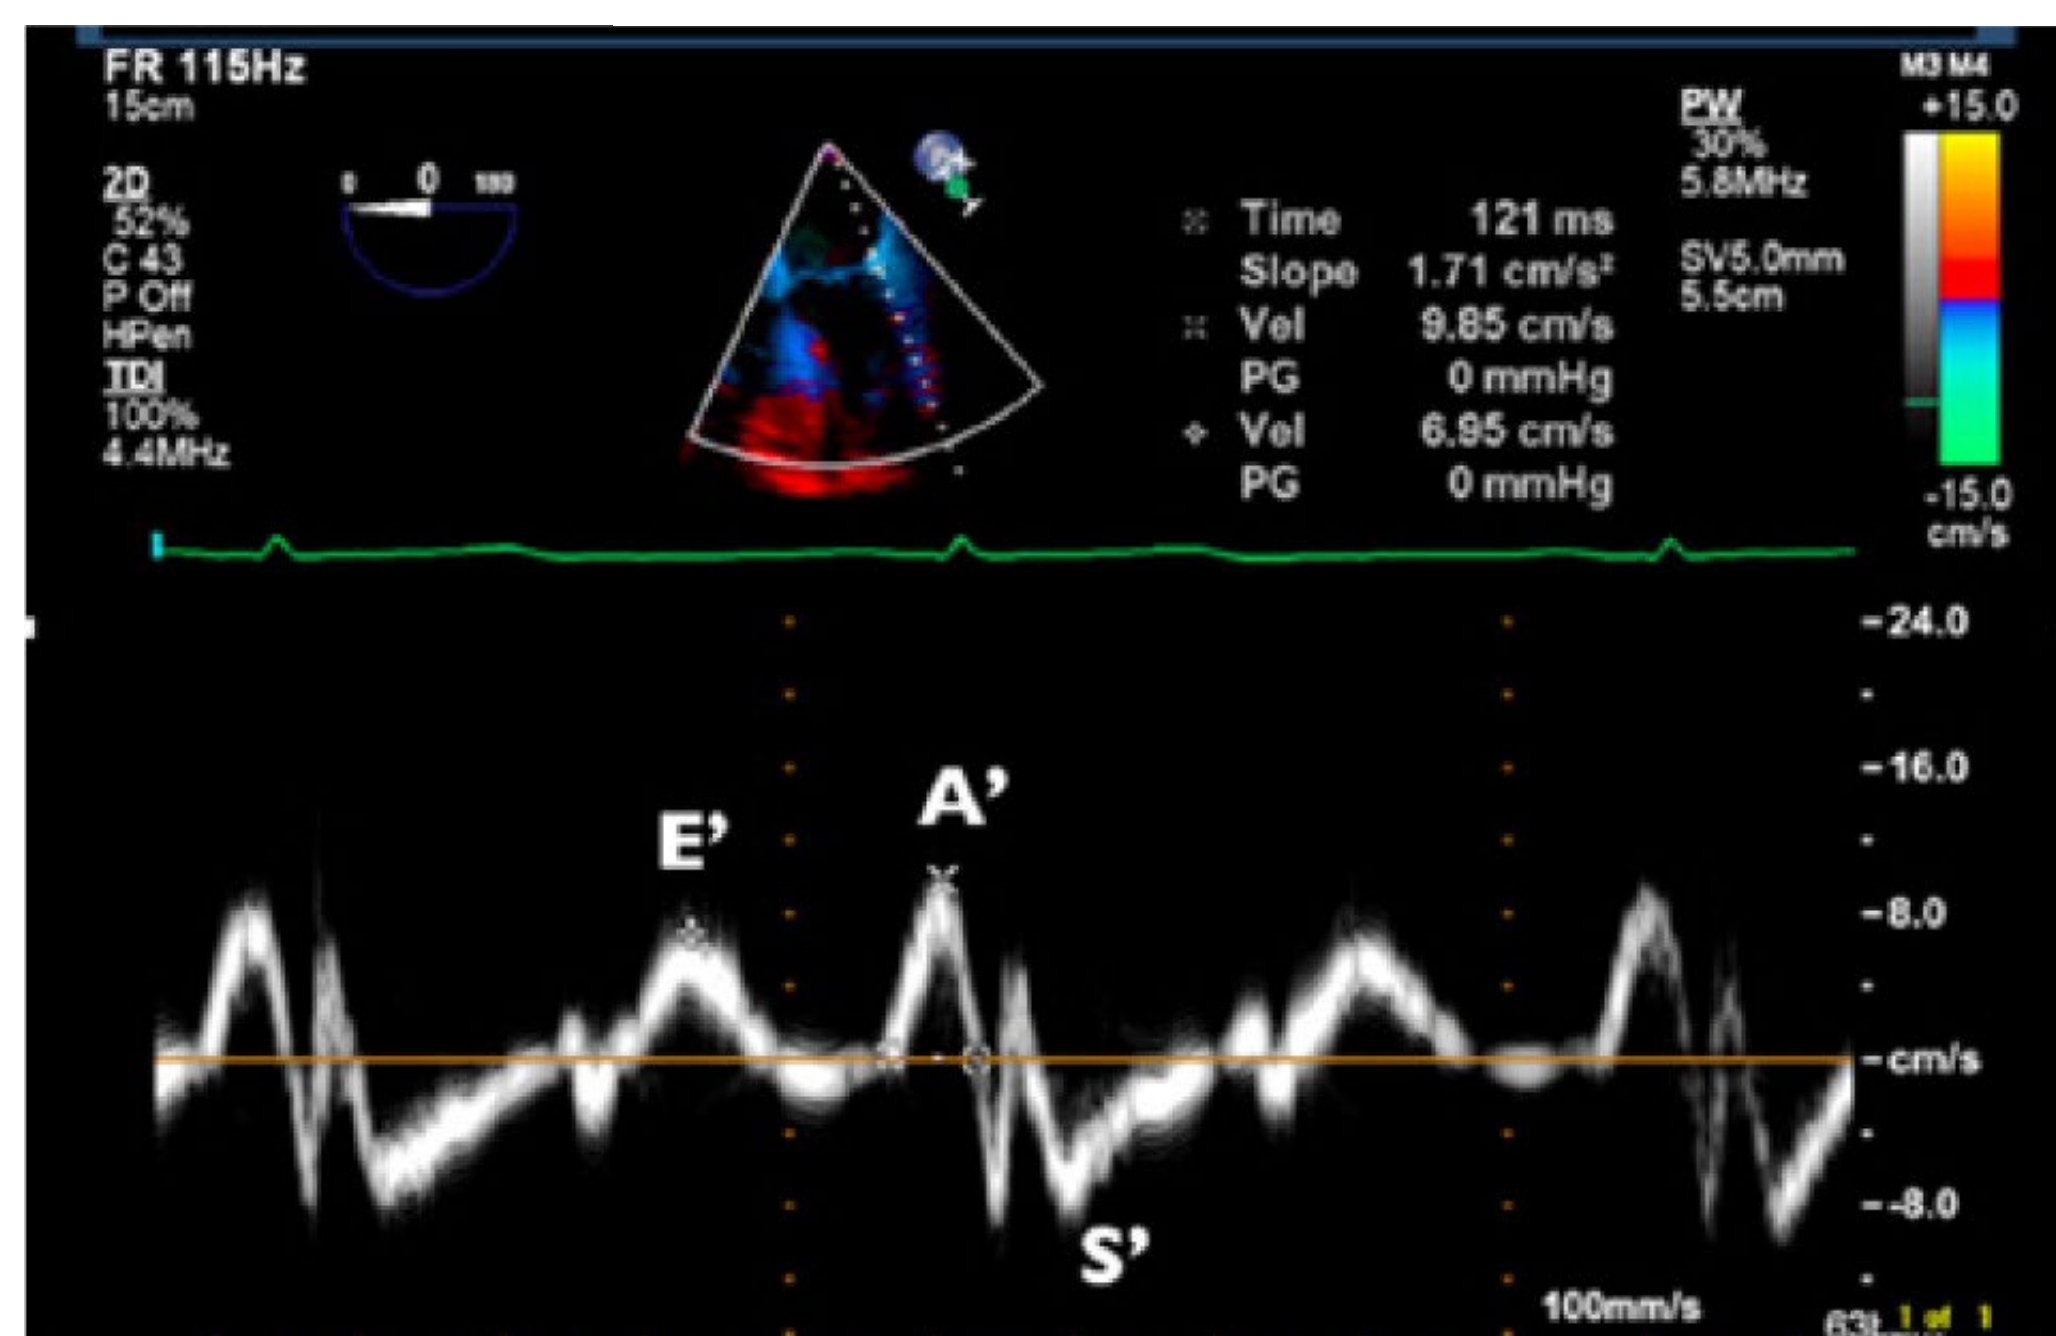 FR 115Hz
15cm
2D
52%
C 43
P Off
HPen
TDI
100%
4.4MHz
0 0 180
Time 121 ms
Slope 1.71 cm/s²
Vel 9.85 cm/s
PG 0 mmHg
Vel 6.95 cm/s
PG 0 mmHg
PW
30%
5.8MHz
SV5.0mm
5.5cm
M3 M4
+15.0
-15.0
cm/s
-24.0
-16.0
-8.0
-cm/s
--8.0
E’
A’
S’
100mm/s
1 of 1